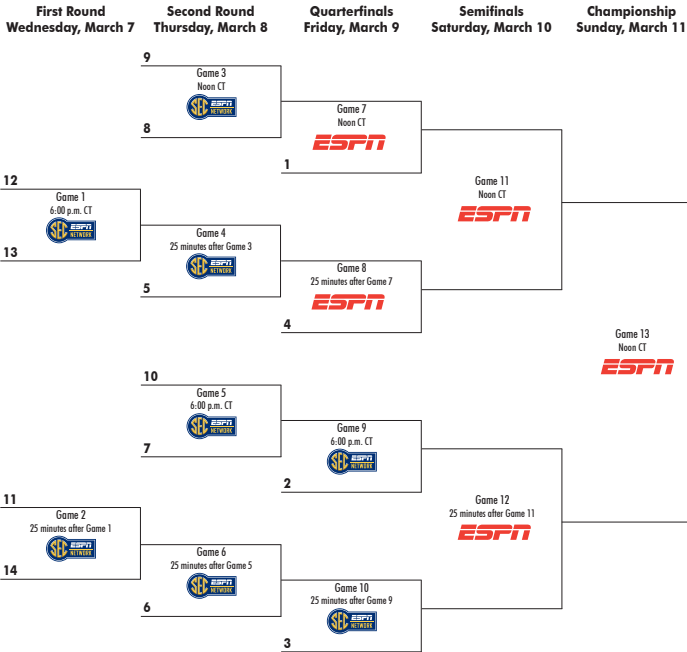 First Round
Wednesday, March 7
Second Round
Thursday, March 8
Quarterfinals
Friday, March 9
Semifinals
Saturday, March 10
Championship
Sunday, March 11
9
Game 3
Noon CT
SEC ESPN NETWORK
8
Game 7
Noon CT
ESPN
1
12
Game 1
6:00 p.m. CT
SEC ESPN NETWORK
13
Game 4
25 minutes after Game 3
SEC ESPN NETWORK
5
Game 8
25 minutes after Game 7
ESPN
4
Game 11
Noon CT
ESPN
Game 13
Noon CT
ESPN
10
Game 5
6:00 p.m. CT
SEC ESPN NETWORK
7
Game 9
6:00 p.m. CT
SEC ESPN NETWORK
2
11
Game 2
25 minutes after Game 1
SEC ESPN NETWORK
14
Game 6
25 minutes after Game 5
SEC ESPN NETWORK
6
Game 10
25 minutes after Game 9
SEC ESPN NETWORK
3
Game 12
25 minutes after Game 11
ESPN